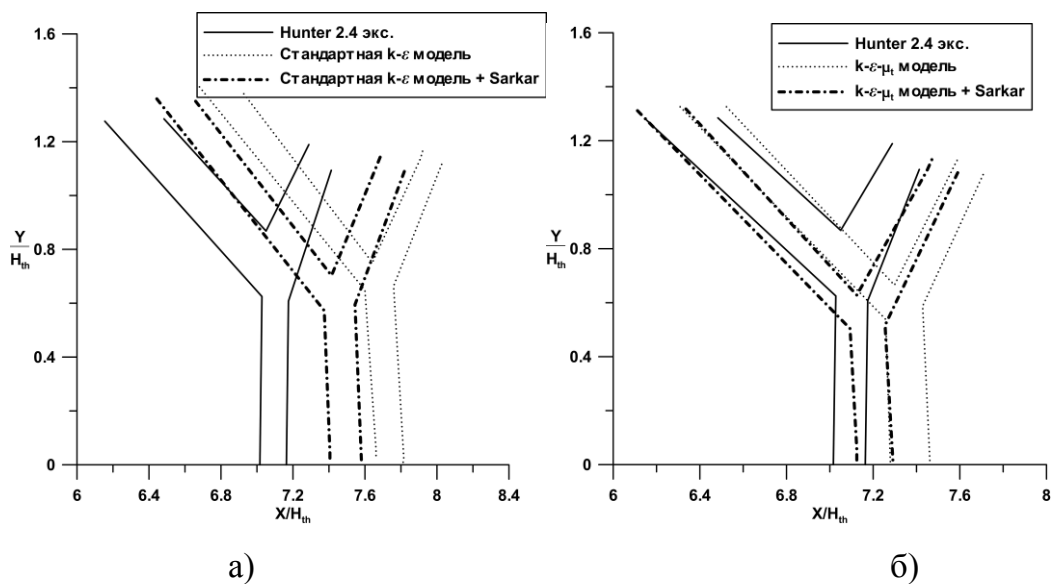 1.6
1.2
0.8
0.4
0
Y
H_th
6
6.4
6.8
7.2
7.6
8
8.4
X/H_th
Hunter 2.4 экс.
Стандартная k-ε модель
Стандартная k-ε модель + Sarkar
а)
1.6
1.2
0.8
0.4
0
Y
H_th
6
6.4
6.8
7.2
7.6
8
X/H_th
Hunter 2.4 экс.
k-ε-μ_t модель
k-ε-μ_t модель + Sarkar
б)